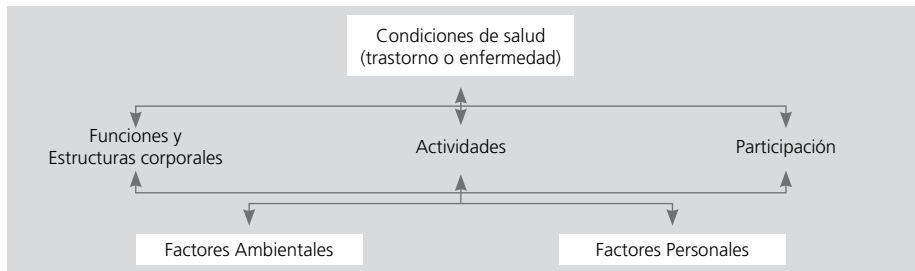 Condiciones de salud
(trastorno o enfermedad)
Funciones y
Estructuras corporales
Actividades
Participación
Factores Ambientales
Factores Personales